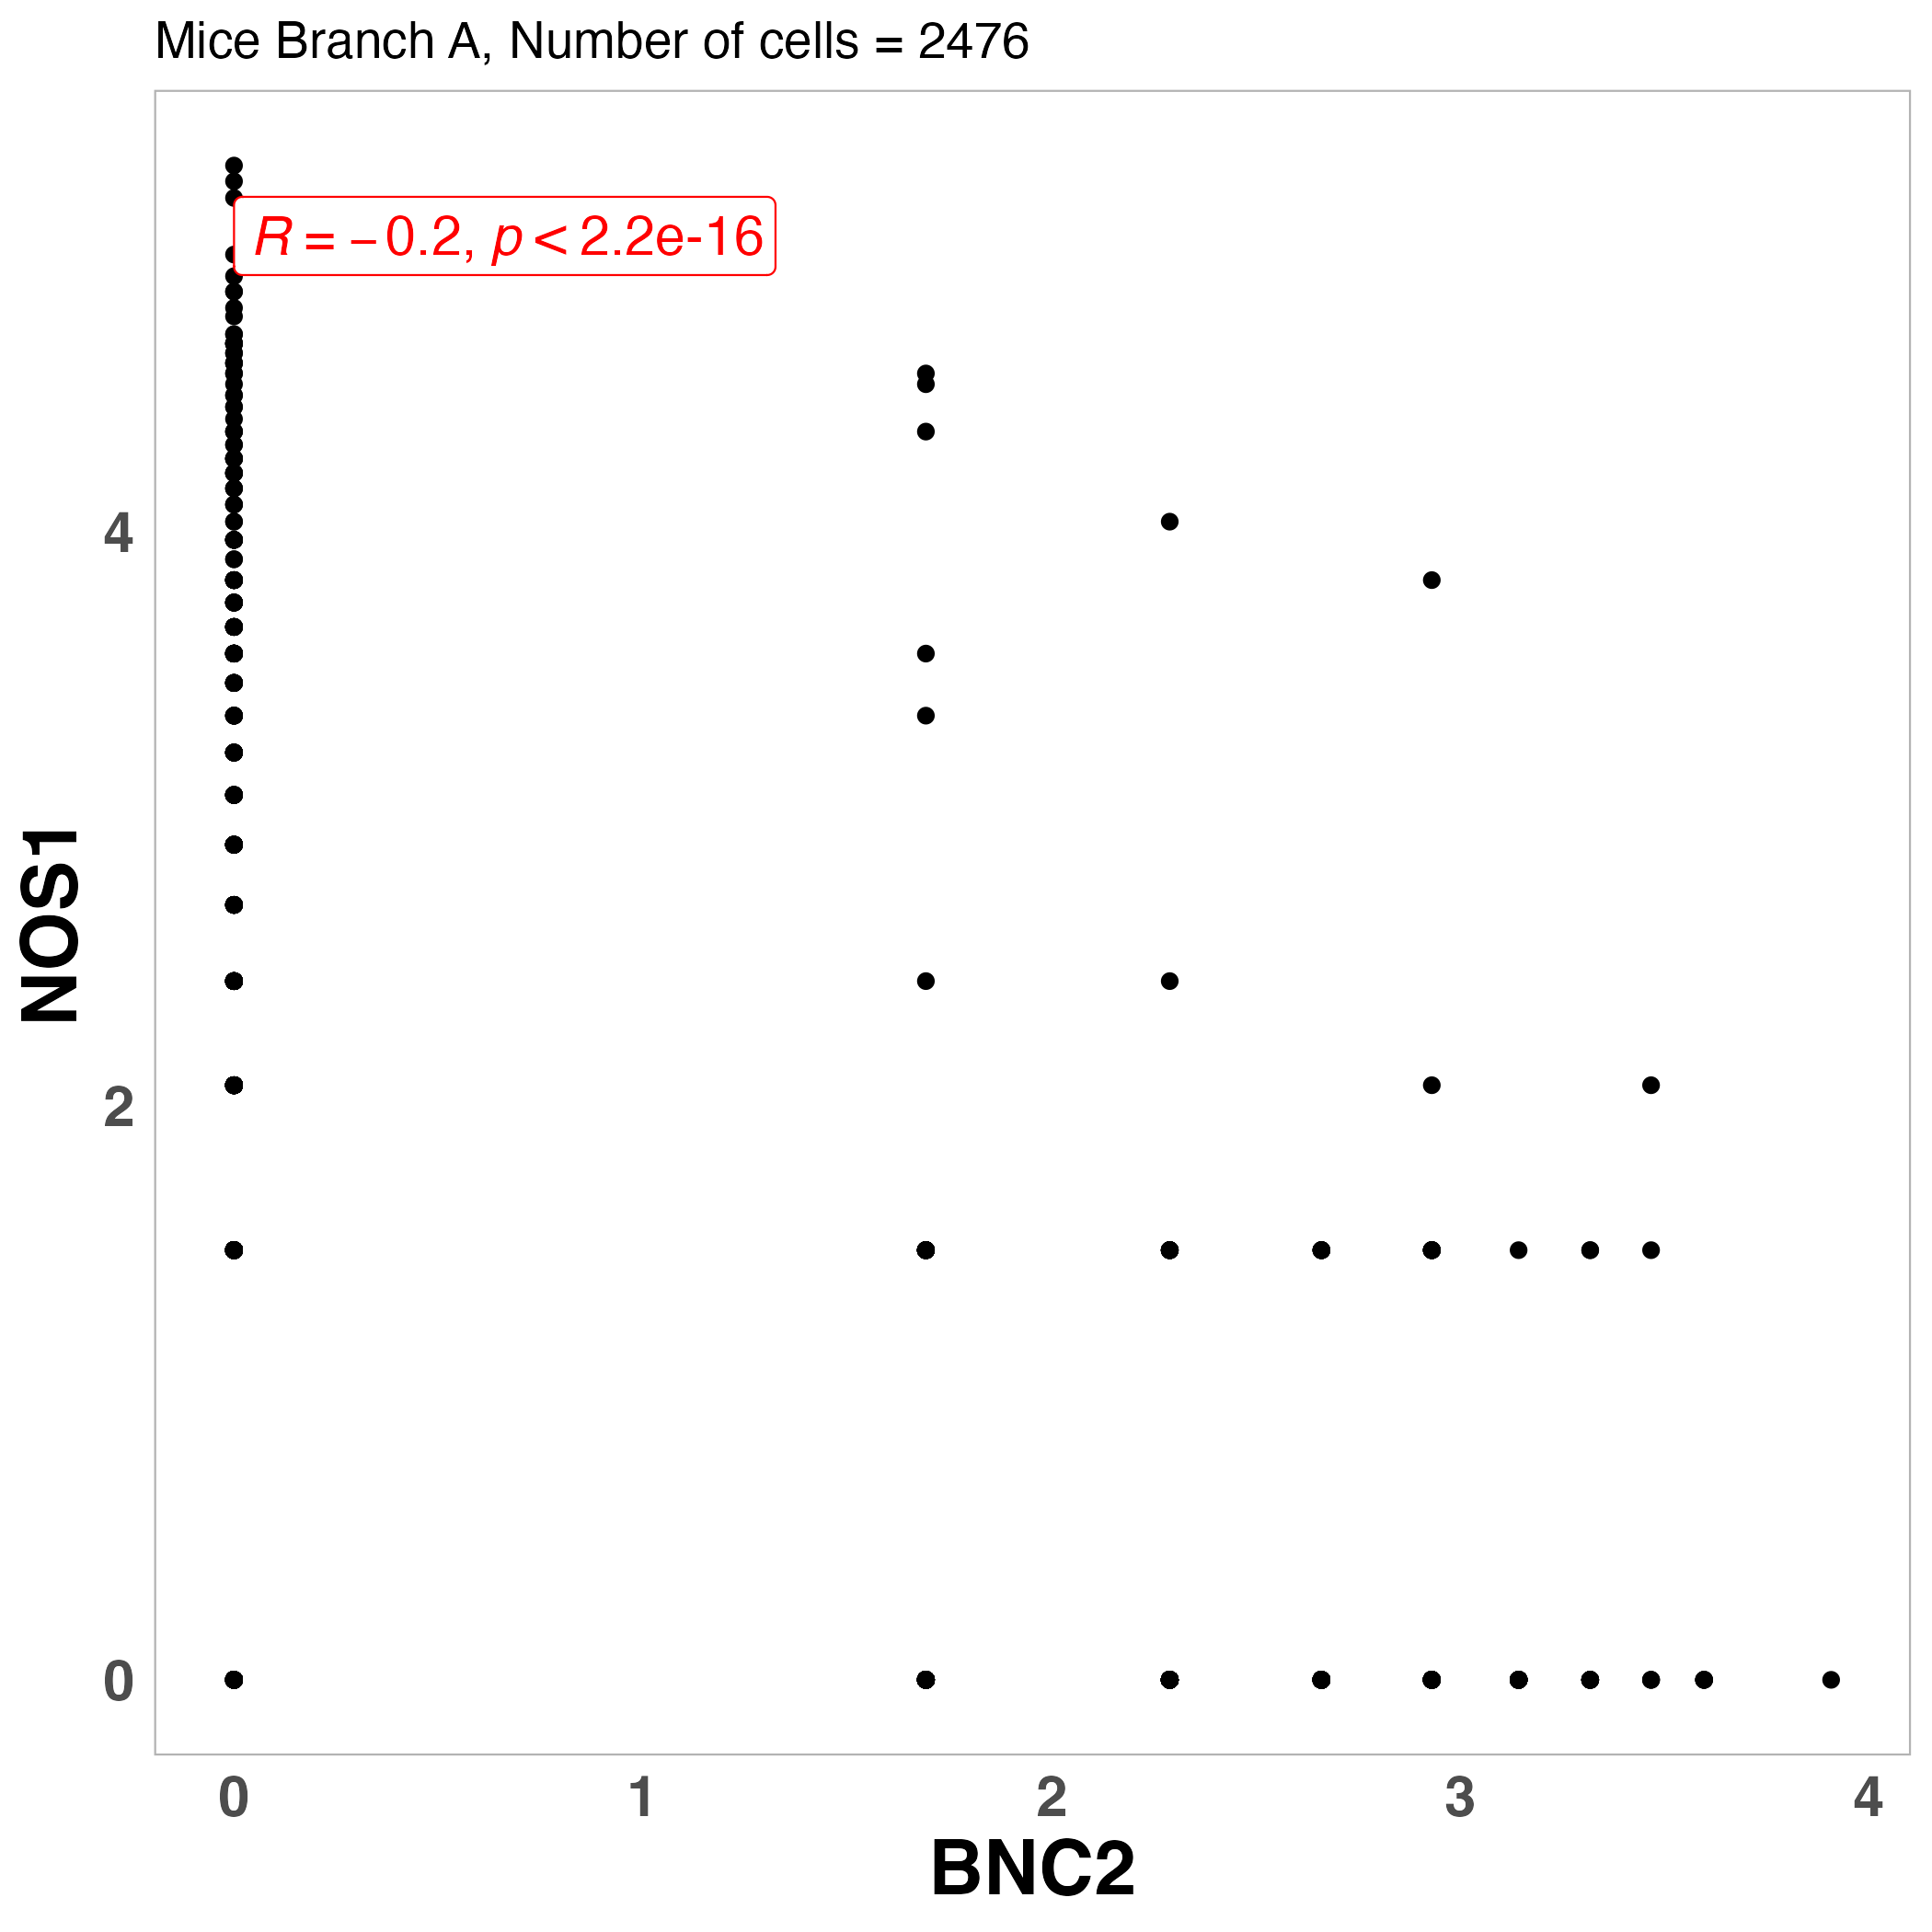 Mice Branch A, Number of cells = 2476
R = −0.2, p < 2.2e-16
4
2
0
NOS1
0 1 2 3 4
BNC2